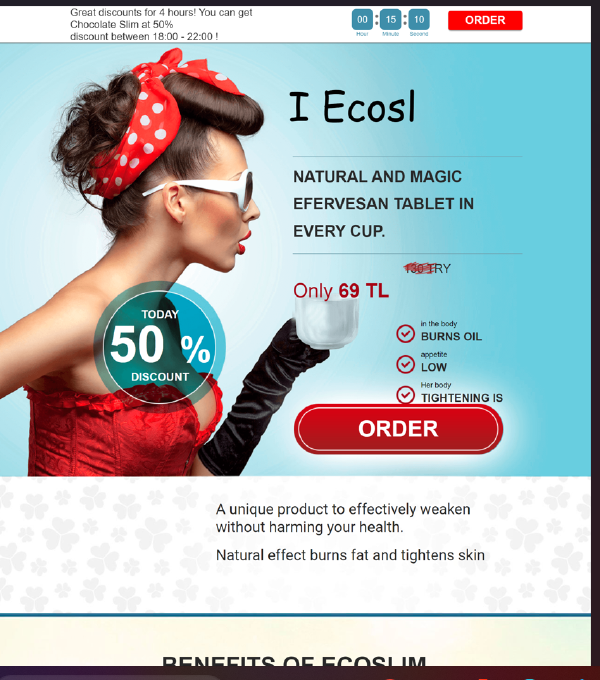 Great discounts for 4 hours! You can get
Chocolate Slim at 50%
discount between 18:00 - 22:00 !
00 : 15 : 10
Hour Minute Second
ORDER
I Ecosl
NATURAL AND MAGIC
EFERVESAN TABLET IN
EVERY CUP.
TRY
Only 69 TL
TODAY
50 %
DISCOUNT
in the body
BURNS OIL
appetite
LOW
Her body
TIGHTENING IS
ORDER
A unique product to effectively weaken
without harming your health.
Natural effect burns fat and tightens skin
BENEFITS OF ECOSLIM